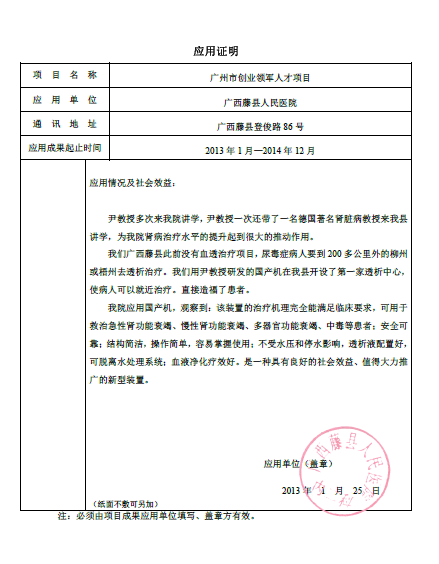 应用证明
项目名称 广州市创业领军人才项目
应用单位 广西藤县人民医院
通讯地址 广西藤县登俊路 86 号
应用成果起止时间 2013 年 1 月—2014 年 12 月
应用情况及社会效益：
尹教授多次来我院讲学，尹教授一次还带了一名德国著名肾脏病教授来我县
讲学，为我院肾病治疗水平的提升起到很大的推动作用。
我们广西藤县此前没有血透治疗项目，尿毒症病人要到 200 多公里外的柳州
或梧州去透析治疗。我们用尹教授研发的国产机在我县开设了第一家透析中心，
使病人可以就近治疗。直接造福了患者。
我院应用国产机，观察到：该装置的治疗机理完全能满足临床要求，可用于
救治急性肾功能衰竭、慢性肾功能衰竭、多器官功能衰竭、中毒等患者；安全可
靠；结构简洁，操作简单，容易掌握使用；不受水压和停水影响，透析液配置好，
可脱离水处理系统；血液净化疗效好。是一种具有良好的社会效益、值得大力推
广的新型装置。
应用单位（盖章）
2013 年 1 月 25 日
（纸面不敷可另加）
注：必须由项目成果应用单位填写、盖章方有效。
广西藤县人民医院